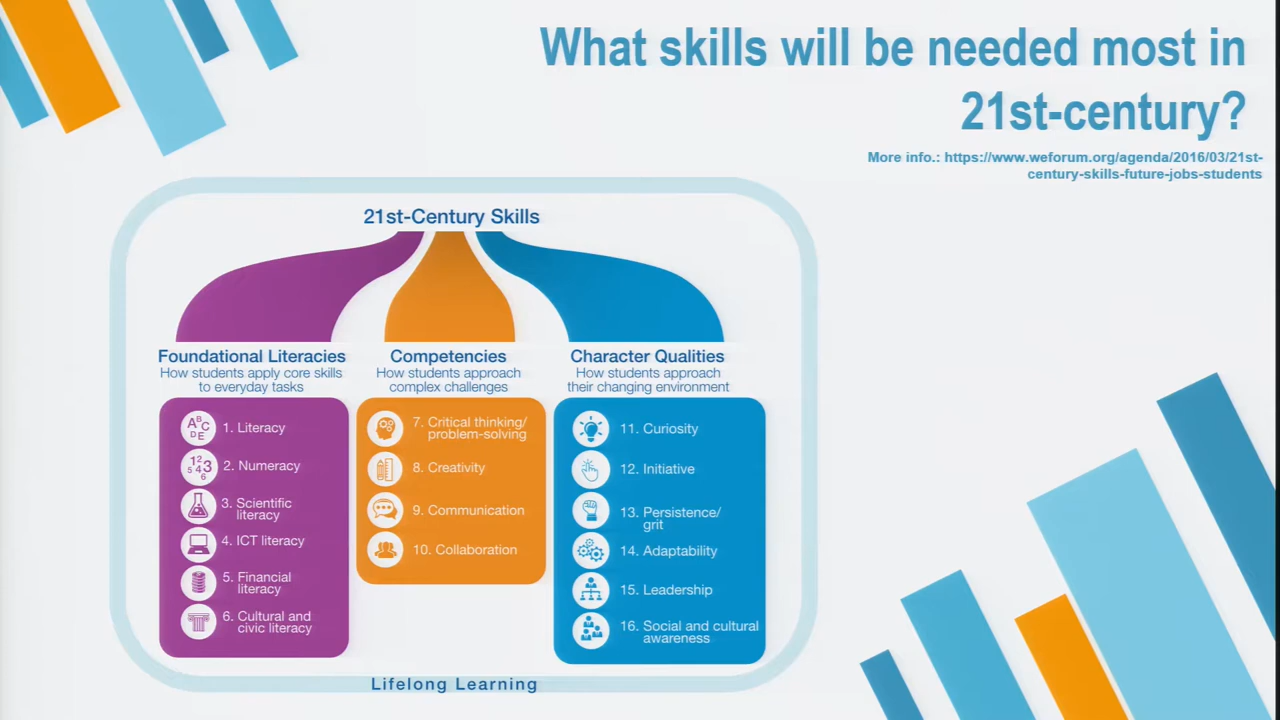 What skills will be needed most in
21st-century?
More info.: https://www.weforum.org/agenda/2016/03/21st-
century-skills-future-jobs-students
21st-Century Skills
Foundational Literacies
How students apply core skills
to everyday tasks
ABCDE
1. Literacy
123456
2. Numeracy
3. Scientific
literacy
4. ICT literacy
5. Financial
literacy
6. Cultural and
civic literacy
Competencies
How students approach
complex challenges
7. Critical thinking/
problem-solving
8. Creativity
9. Communication
10. Collaboration
Character Qualities
How students approach
their changing environment
11. Curiosity
12. Initiative
13. Persistence/
grit
14. Adaptability
15. Leadership
16. Social and cultural
awareness
Lifelong Learning